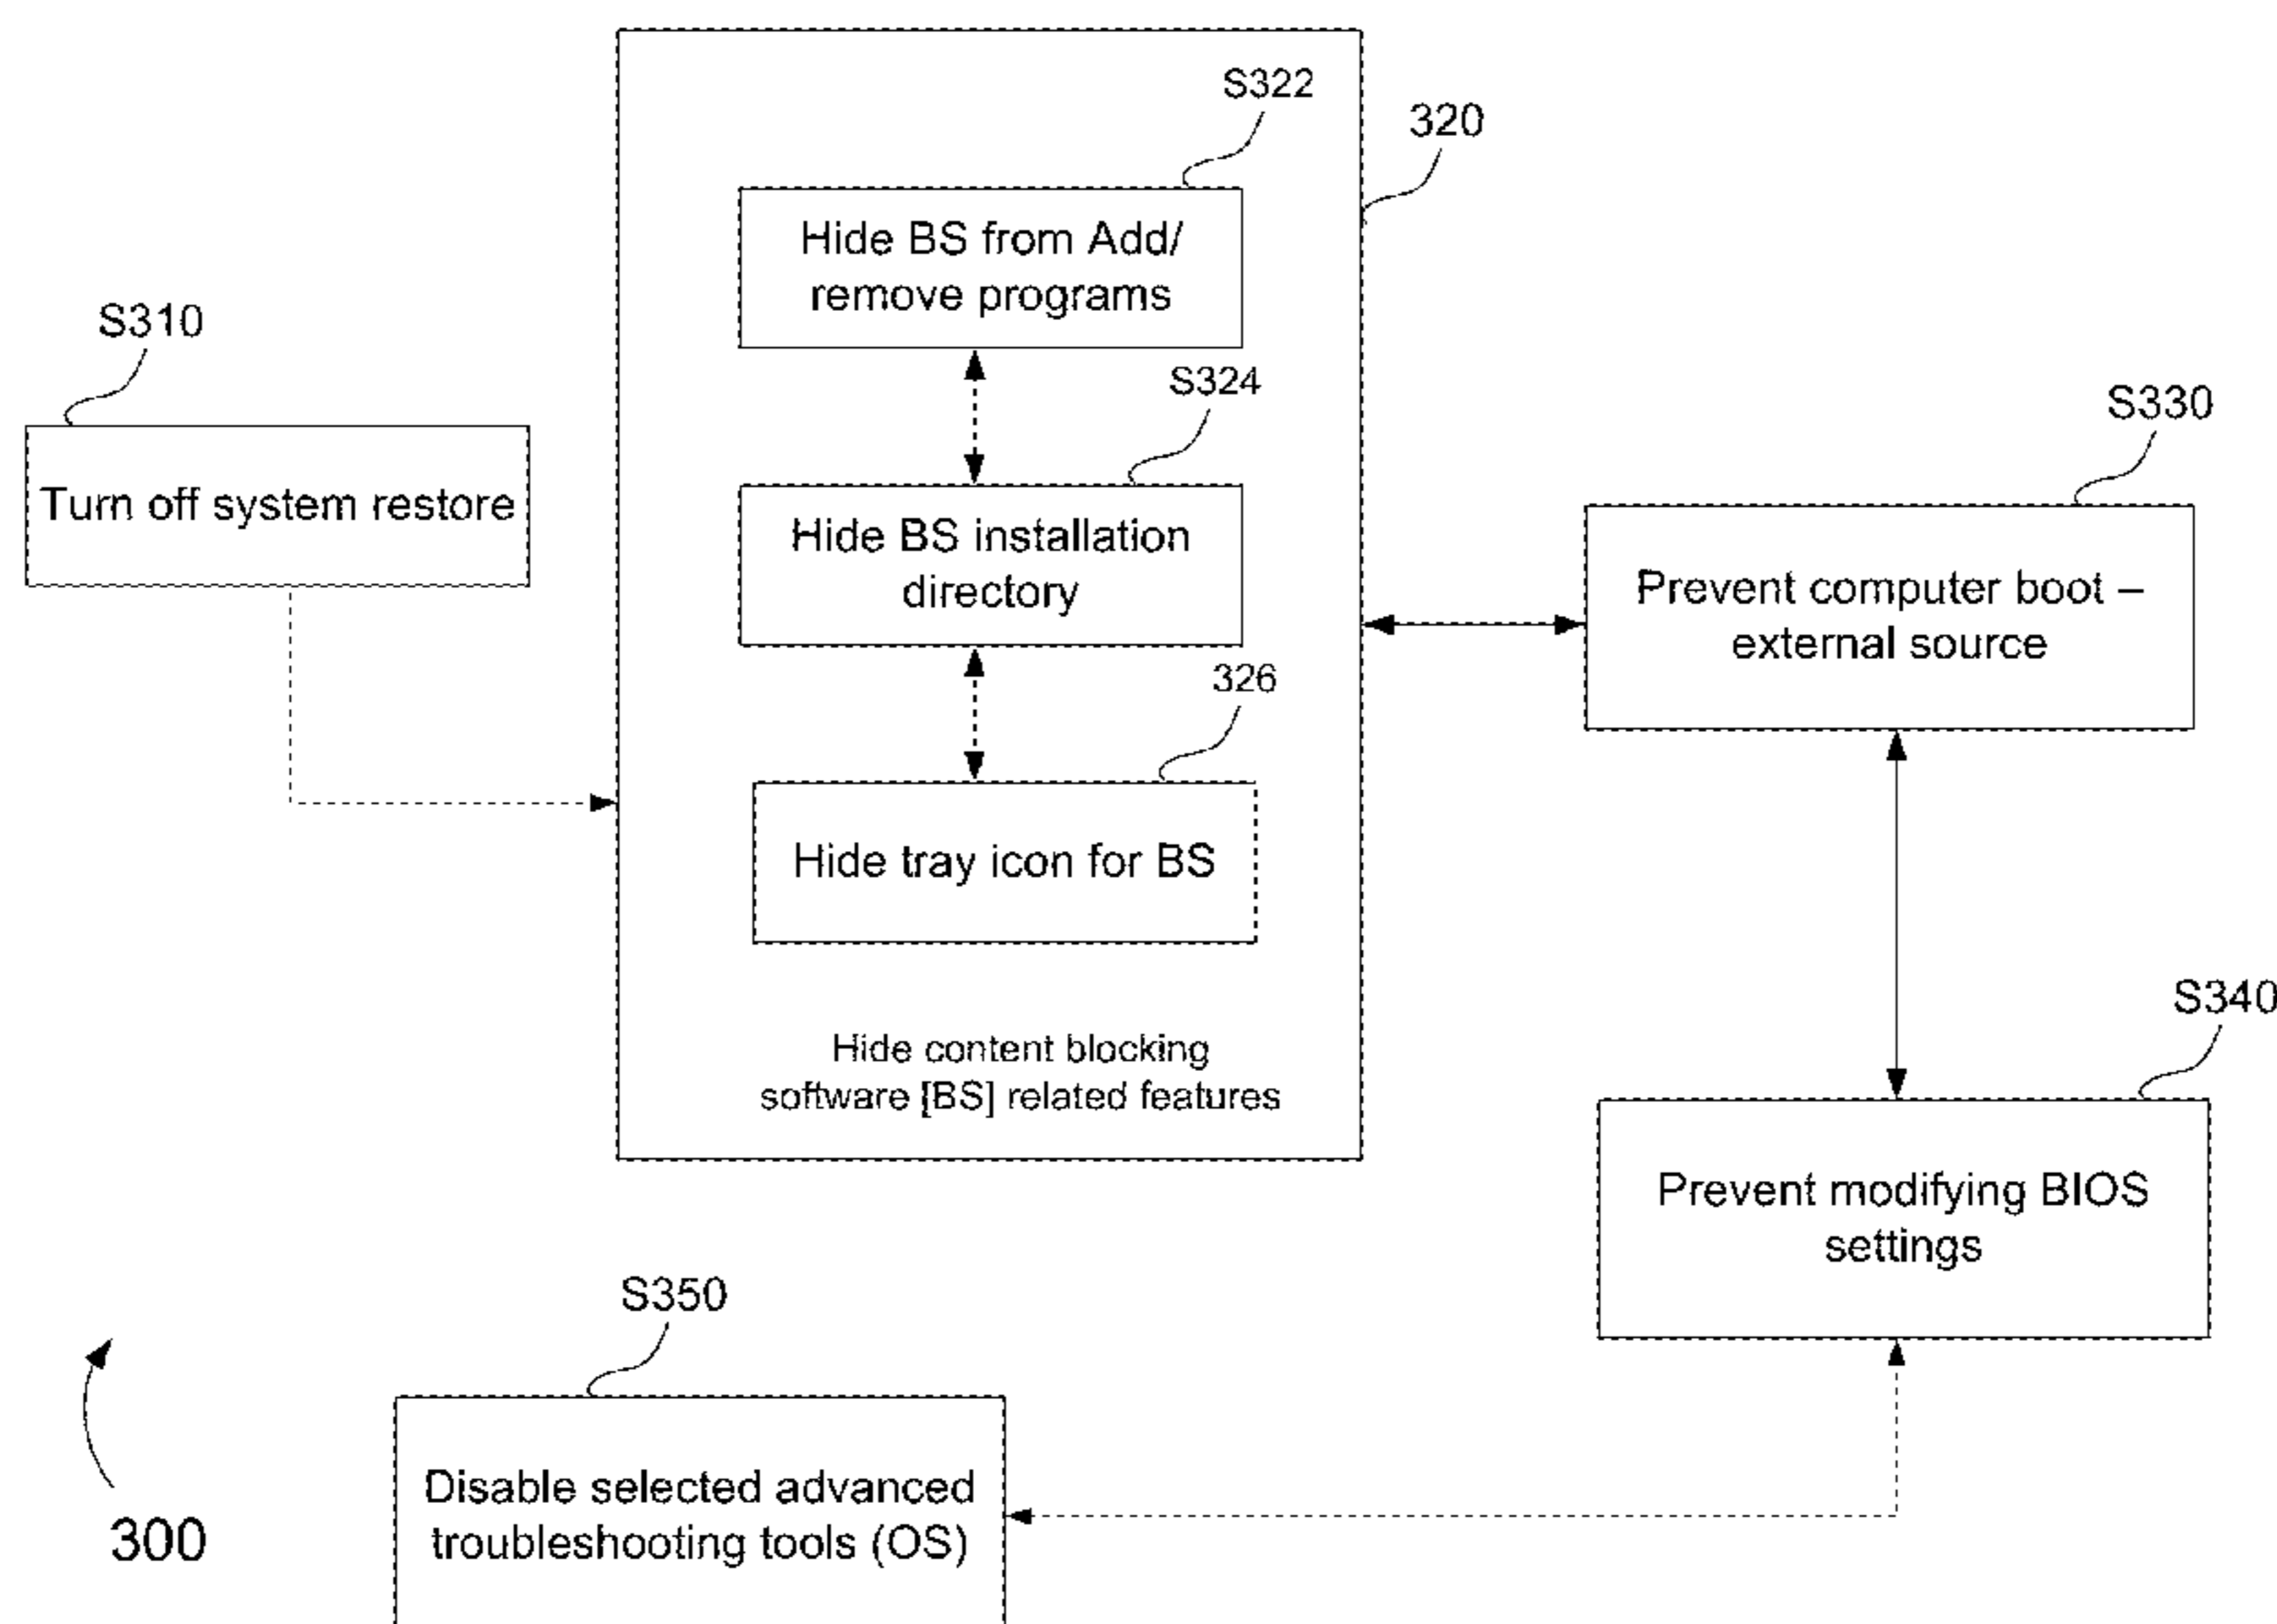 S322
320
Hide BS from Add/
remove programs
S310
S324
S330
Turn off system restore
Hide BS installation
directory
Prevent computer boot –
external source
326
Hide tray icon for BS
S340
Hide content blocking
software [BS] related features
Prevent modifying BIOS
settings
S350
Disable selected advanced
troubleshooting tools (OS)
300